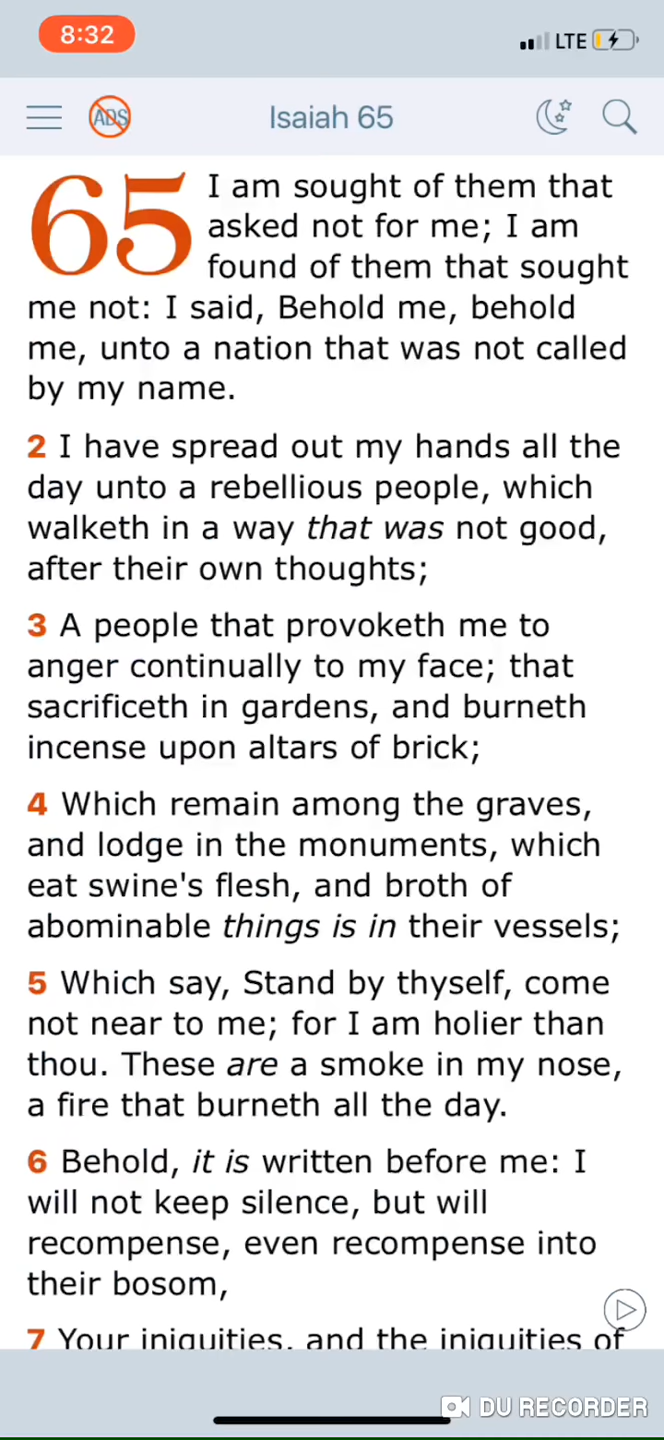 8:32
LTE
ADS
Isaiah 65
65 I am sought of them that
asked not for me; I am
found of them that sought
me not: I said, Behold me, behold
me, unto a nation that was not called
by my name.
2 I have spread out my hands all the
day unto a rebellious people, which
walketh in a way that was not good,
after their own thoughts;
3 A people that provoketh me to
anger continually to my face; that
sacrificeth in gardens, and burneth
incense upon altars of brick;
4 Which remain among the graves,
and lodge in the monuments, which
eat swine's flesh, and broth of
abominable things is in their vessels;
5 Which say, Stand by thyself, come
not near to me; for I am holier than
thou. These are a smoke in my nose,
a fire that burneth all the day.
6 Behold, it is written before me: I
will not keep silence, but will
recompense, even recompense into
their bosom,
7 Your iniquities, and the iniquities of
DU RECORDER